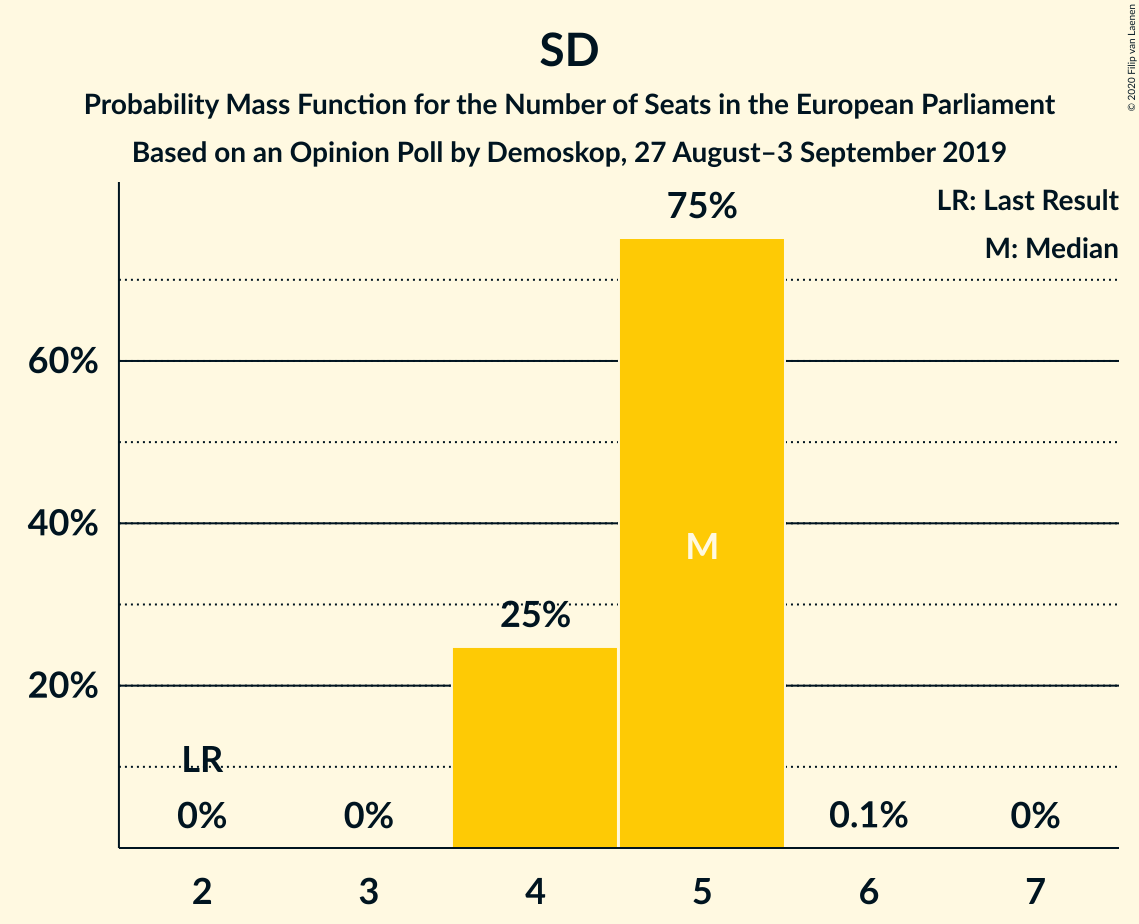 SD
Probability Mass Function for the Number of Seats in the European Parliament
Based on an Opinion Poll by Demoskop, 27 August–3 September 2019
© 2020 Filip van Laenen
LR: Last Result
M: Median
75%
60%
40%
M
25%
20%
LR
0%
0%
0.1%
0%
2
3
4
5
6
7